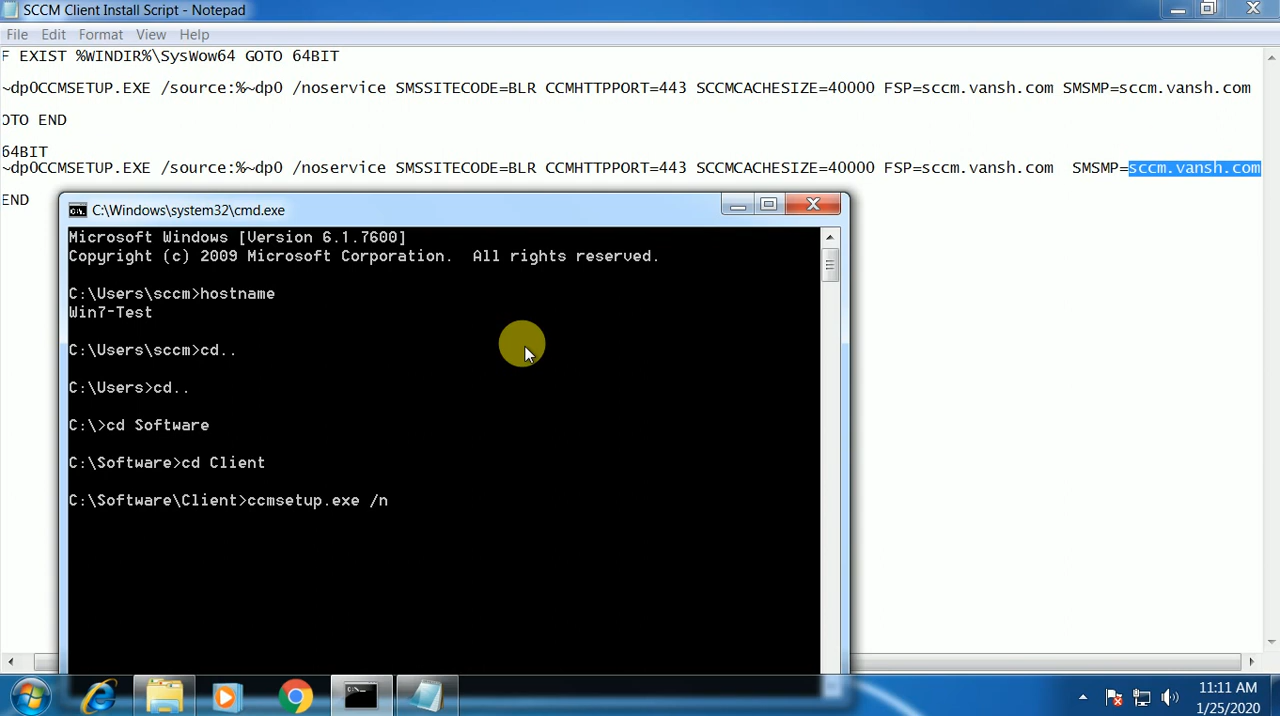 SCCM Client Install Script - Notepad
File Edit Format View Help
F EXIST %WINDIR%\SysWow64 GOTO 64BIT
~dp0CCMSETUP.EXE /source:%~dp0 /noservice SMSSITECODE=BLR CCMHTTPPORT=443 SCCMCACHESIZE=40000 FSP=sccm.vansh.com SMSMP=sccm.vansh.com
OTO END
64BIT
~dp0CCMSETUP.EXE /source:%~dp0 /noservice SMSSITECODE=BLR CCMHTTPPORT=443 SCCMCACHESIZE=40000 FSP=sccm.vansh.com  SMSMP=sccm.vansh.com
END
C:\Windows\system32\cmd.exe
Microsoft Windows [Version 6.1.7600]
Copyright (c) 2009 Microsoft Corporation.  All rights reserved.
C:\Users\sccm>hostname
Win7-Test
C:\Users\sccm>cd..
C:\Users>cd..
C:\>cd Software
C:\Software>cd Client
C:\Software\Client>ccmsetup.exe /n
11:11 AM
1/25/2020